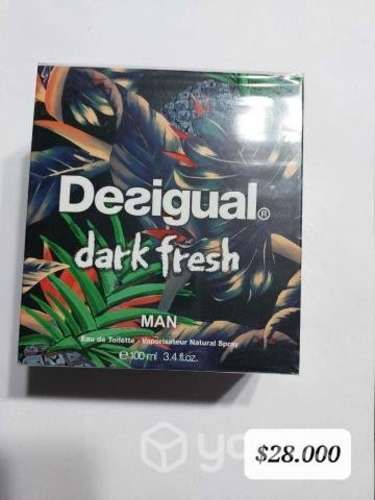 Desigual®
dark fresh
MAN
Eau de Toilette · Vaporisateur Natural Spray
℮100 ml 3.4 fl.oz.
$28.000